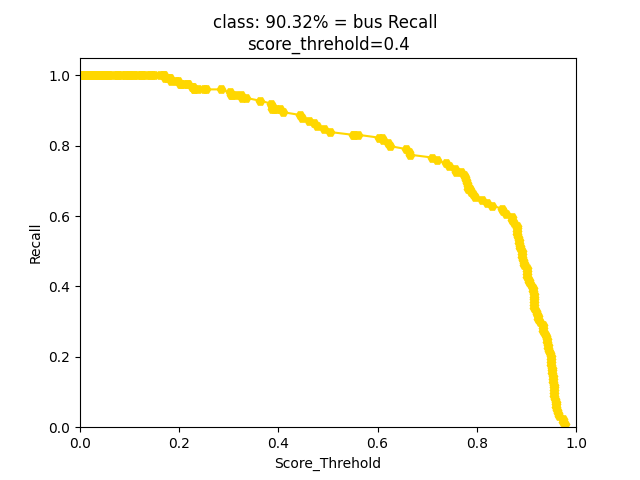 class: 90.32% = bus Recall
score_threhold=0.4
1.0
0.8
0.6
0.4
0.2
0.0
Recall
0.0 0.2 0.4 0.6 0.8 1.0
Score_Threhold